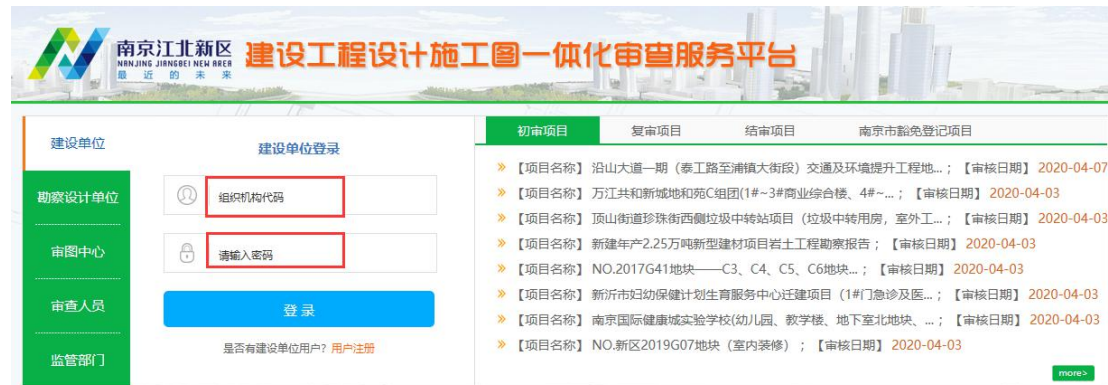 南京江北新区
NANJING JIANGBEI NEW AREA
最近的未来
建设工程设计施工图一体化审查服务平台
建设单位
勘察设计单位
审图中心
审查人员
监管部门
建设单位登录
组织机构代码
请输入密码
登录
是否有建设单位用户？用户注册
初审项目 复审项目 结审项目 南京市豁免登记项目
» 【项目名称】沿山大道一期（泰工路至浦镇大街段）交通及环境提升工程地...；【审核日期】2020-04-07
» 【项目名称】万江共和新城地和苑C组团(1#~3#商业综合楼、4#~...；【审核日期】2020-04-03
» 【项目名称】顶山街道珍珠街西侧垃圾中转站项目（垃圾中转用房，室外工...；【审核日期】2020-04-03
» 【项目名称】新建年产2.25万吨新型建材项目岩土工程勘察报告；【审核日期】2020-04-03
» 【项目名称】NO.2017G41地块——C3、C4、C5、C6地块...；【审核日期】2020-04-03
» 【项目名称】新沂市妇幼保健计划生育服务中心迁建项目（1#门急诊及医...；【审核日期】2020-04-03
» 【项目名称】南京国际健康城实验学校(幼儿园、教学楼、地下室北地块、...；【审核日期】2020-04-03
» 【项目名称】NO.新区2019G07地块（室内装修）；【审核日期】2020-04-03
more>